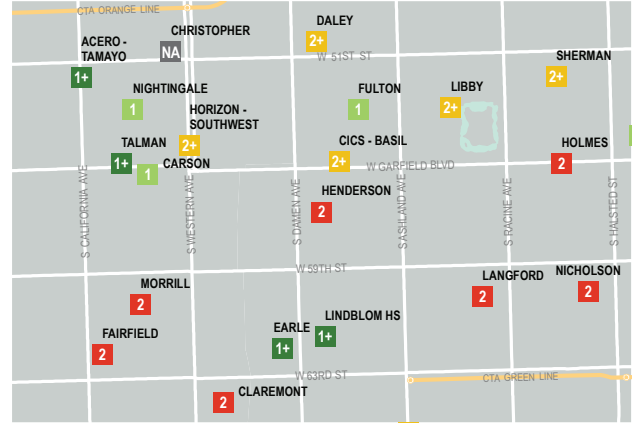 CTA ORANGE LINE
CHRISTOPHER
NA
DALEY
2+
W 51ST ST
ACERO -
TAMAYO
1+
SHERMAN
2+
NIGHTINGALE
1
HORIZON -
SOUTHWEST
2+
FULTON
1
LIBBY
2+
TALMAN
1+
CARSON
1
CICS - BASIL
2+
W GARFIELD BLVD
HOLMES
2
HENDERSON
2
S CALIFORNIA AVE
S WESTERN AVE
S DAMEN AVE
S ASHLAND AVE
S RACINE AVE
S HALSTED ST
W 59TH ST
MORRILL
2
LANGFORD
2
NICHOLSON
2
FAIRFIELD
2
EARLE
1+
LINDBLOM HS
1+
W 63RD ST
CTA GREEN LINE
CLAREMONT
2